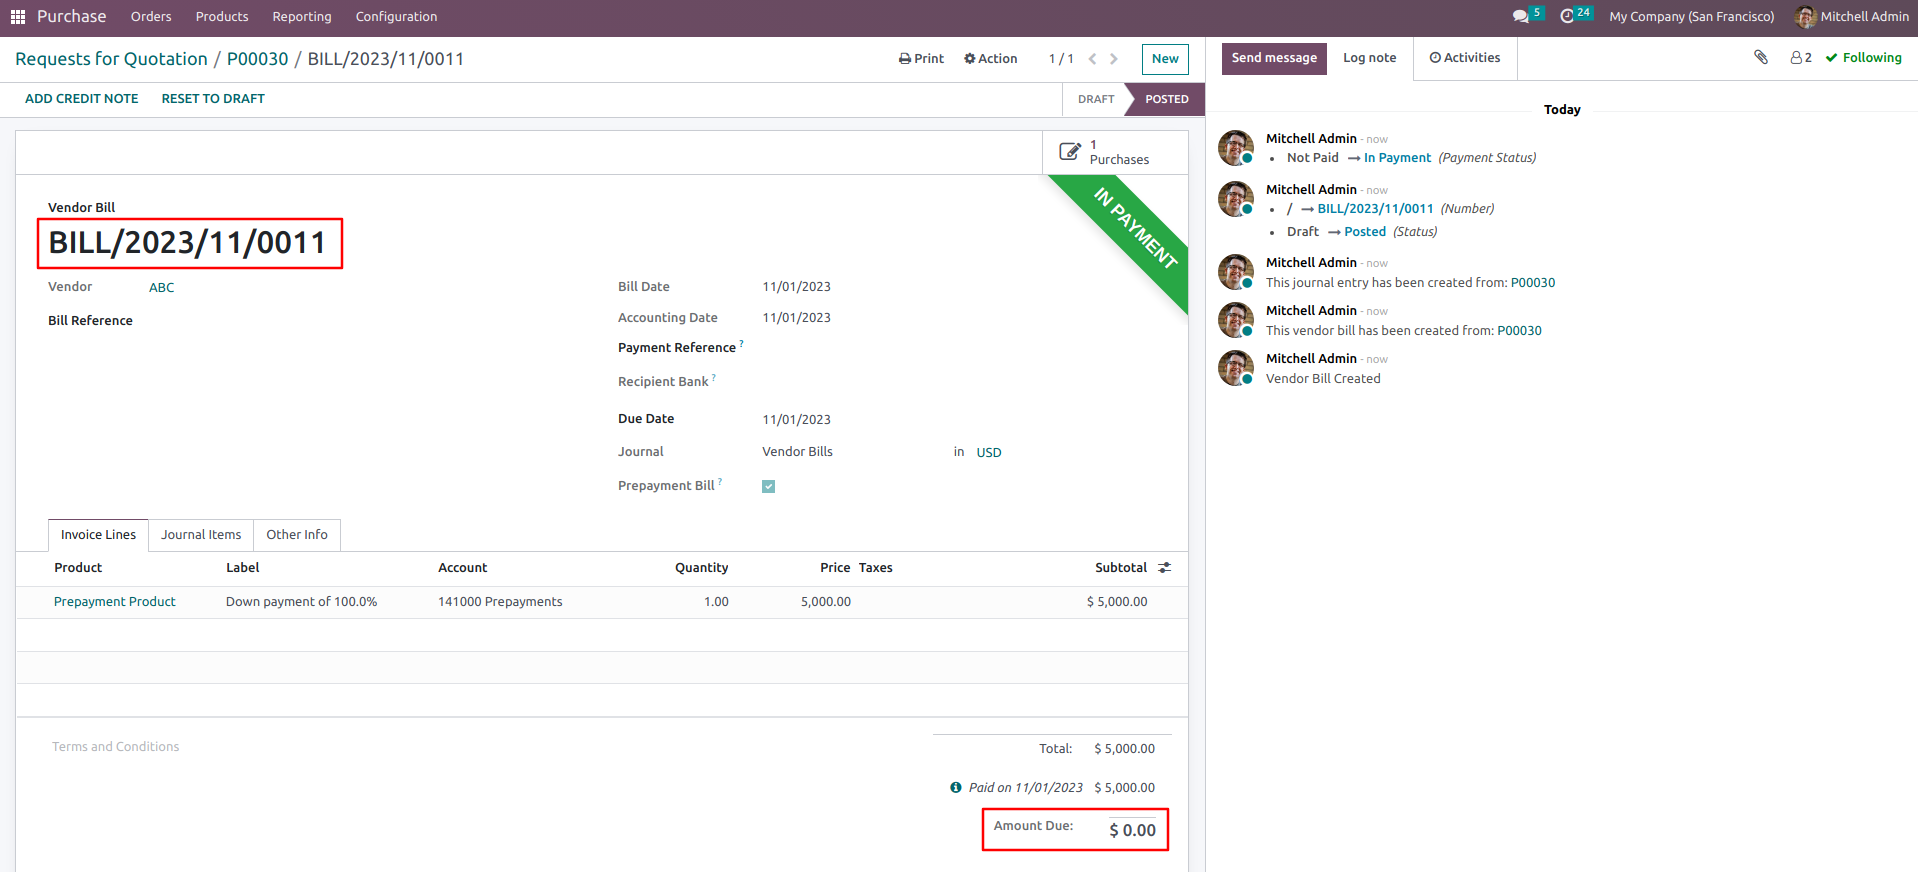 Purchase Orders Products Reporting Configuration 5 24 My Company (San Francisco) Mitchell Admin
Requests for Quotation / P00030 / BILL/2023/11/0011 Print Action 1 / 1 New
ADD CREDIT NOTE RESET TO DRAFT DRAFT POSTED
1
Purchases
IN PAYMENT
Vendor Bill
BILL/2023/11/0011
Vendor ABC
Bill Reference
Bill Date 11/01/2023
Accounting Date 11/01/2023
Payment Reference ?
Recipient Bank ?
Due Date 11/01/2023
Journal Vendor Bills in USD
Prepayment Bill ?
Invoice Lines Journal Items Other Info
Product Label Account Quantity Price Taxes Subtotal
Prepayment Product Down payment of 100.0% 141000 Prepayments 1.00 5,000.00 $ 5,000.00
Terms and Conditions
Total: $ 5,000.00
Paid on 11/01/2023 $ 5,000.00
Amount Due: $ 0.00
Send message Log note Activities 2 Following
Today
Mitchell Admin - now
• Not Paid → In Payment (Payment Status)
Mitchell Admin - now
• / → BILL/2023/11/0011 (Number)
• Draft → Posted (Status)
Mitchell Admin - now
This journal entry has been created from: P00030
Mitchell Admin - now
This vendor bill has been created from: P00030
Mitchell Admin - now
Vendor Bill Created